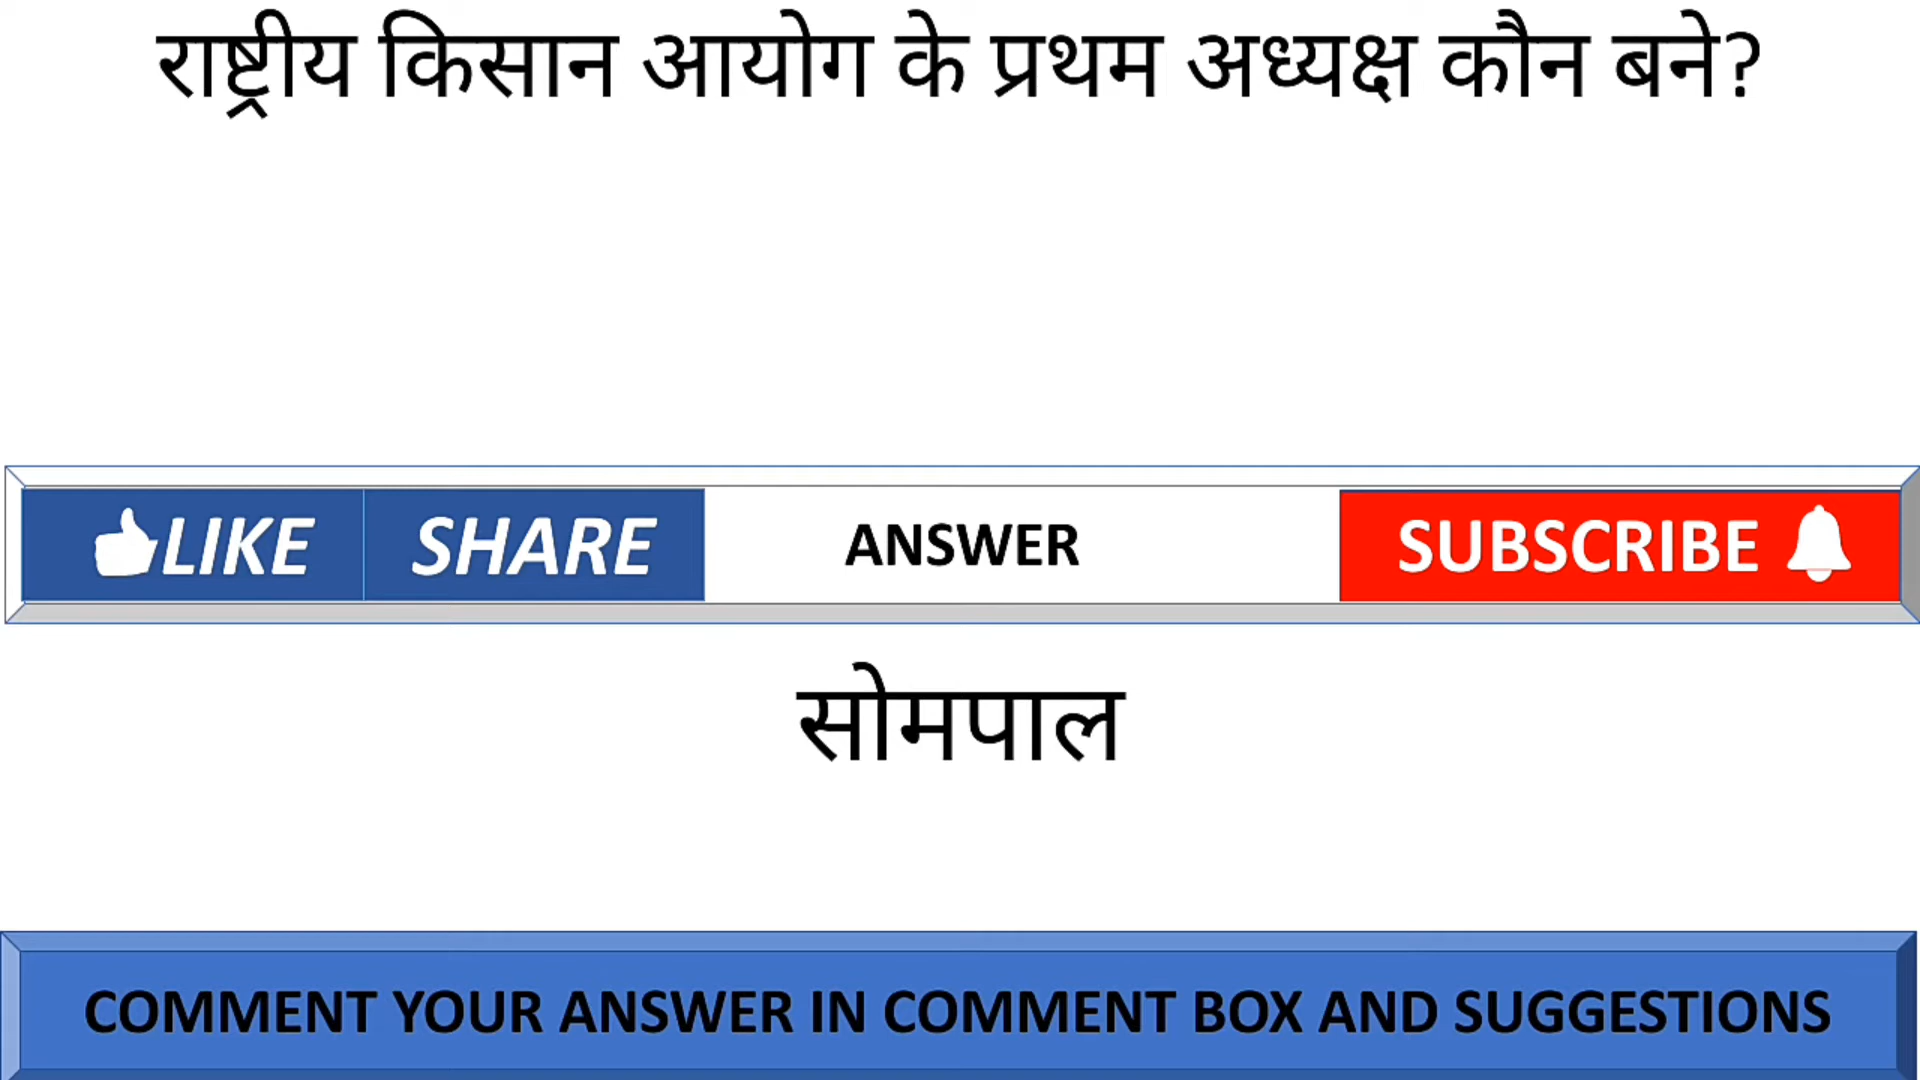 राष्ट्रीय किसान आयोग के प्रथम अध्यक्ष कौन बने?
LIKE SHARE ANSWER SUBSCRIBE
सोमपाल
COMMENT YOUR ANSWER IN COMMENT BOX AND SUGGESTIONS